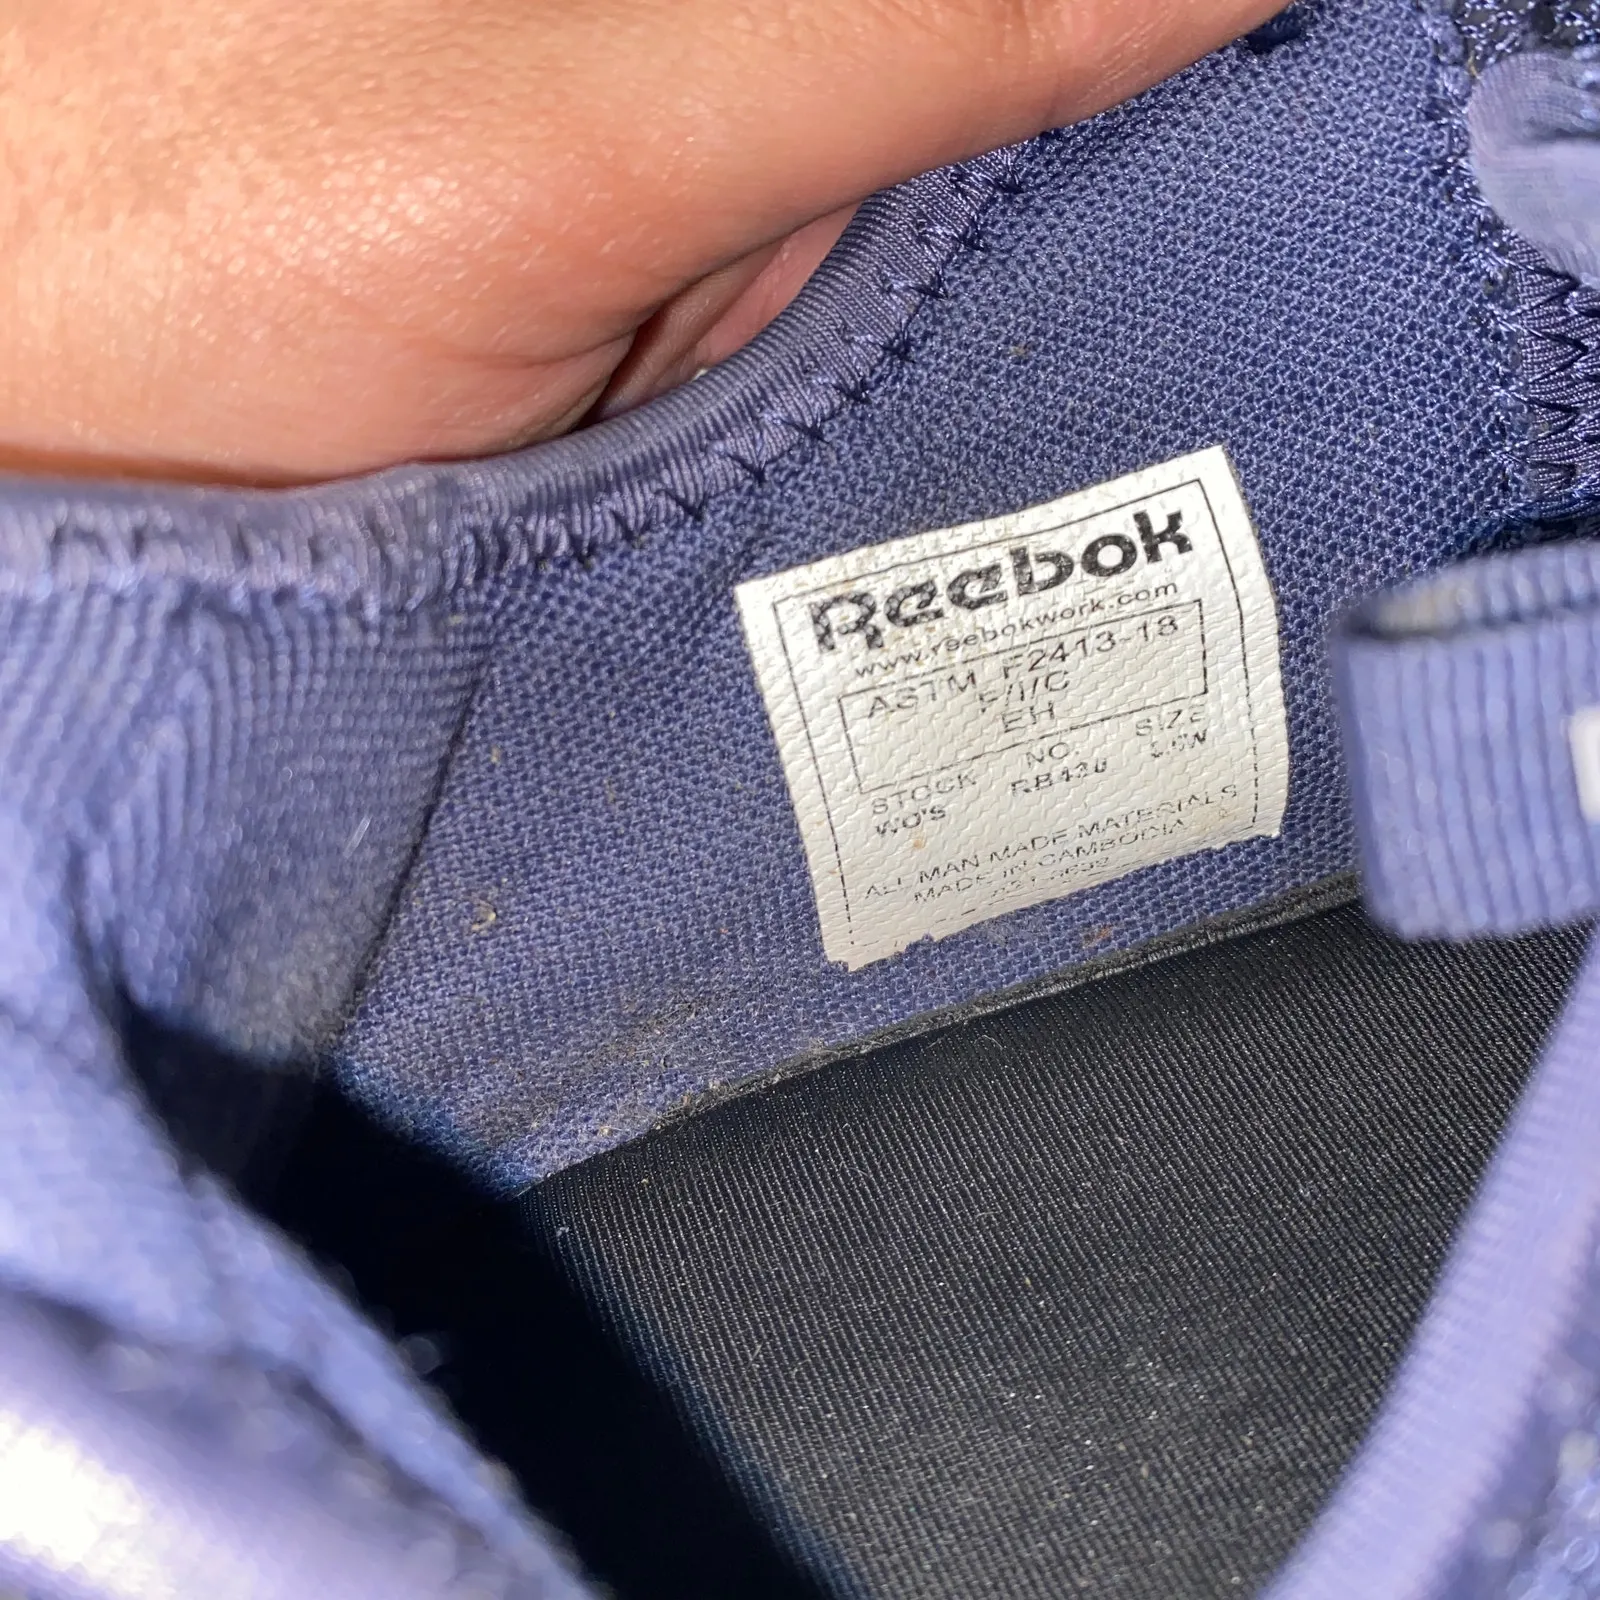 Reebok
www.reebokwork.com
ASTM F2413-18
F/I/C
EH
STOCK NO. SIZE
WO'S
ALL MAN MADE MATERIALS
MADE IN CAMBODIA